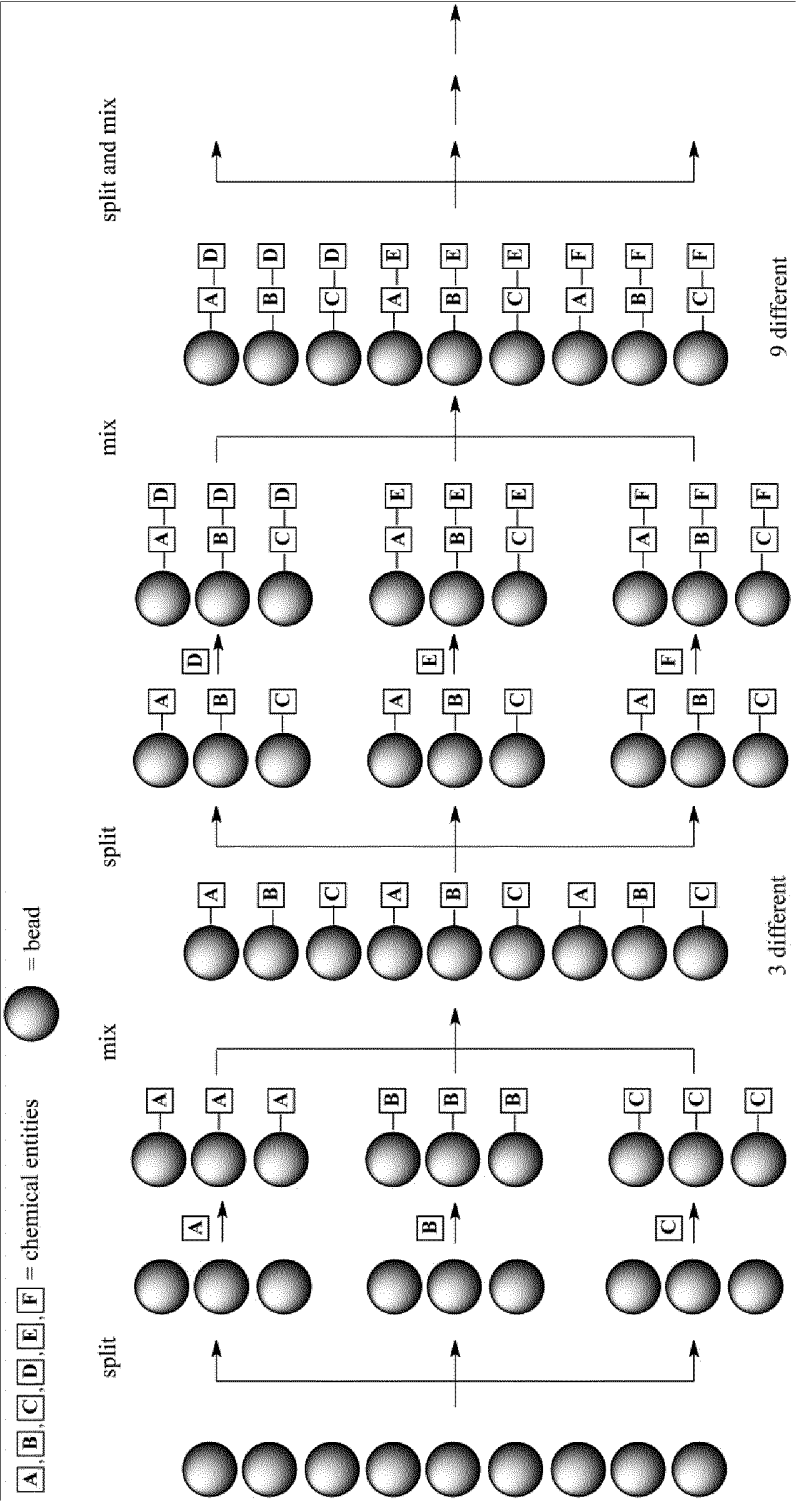 A, B, C, D, E, F = chemical entities = bead
split mix split mix split and mix
A A A D
A D
A A D
A B B D
B B D
A C C D
C C D
B A A A E A E
B E
B B B B E B E
B C C C E C E
A A F
C B A A F B F
C F
C C B B F C F
C C C F
3 different 9 different